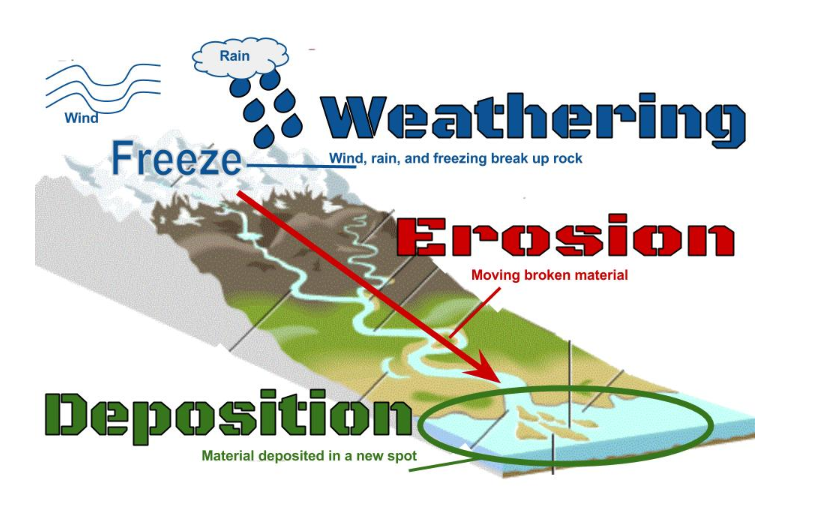 Rain
Wind
Weathering
Freeze
Wind, rain, and freezing break up rock
Erosion
Moving broken material
Deposition
Material deposited in a new spot